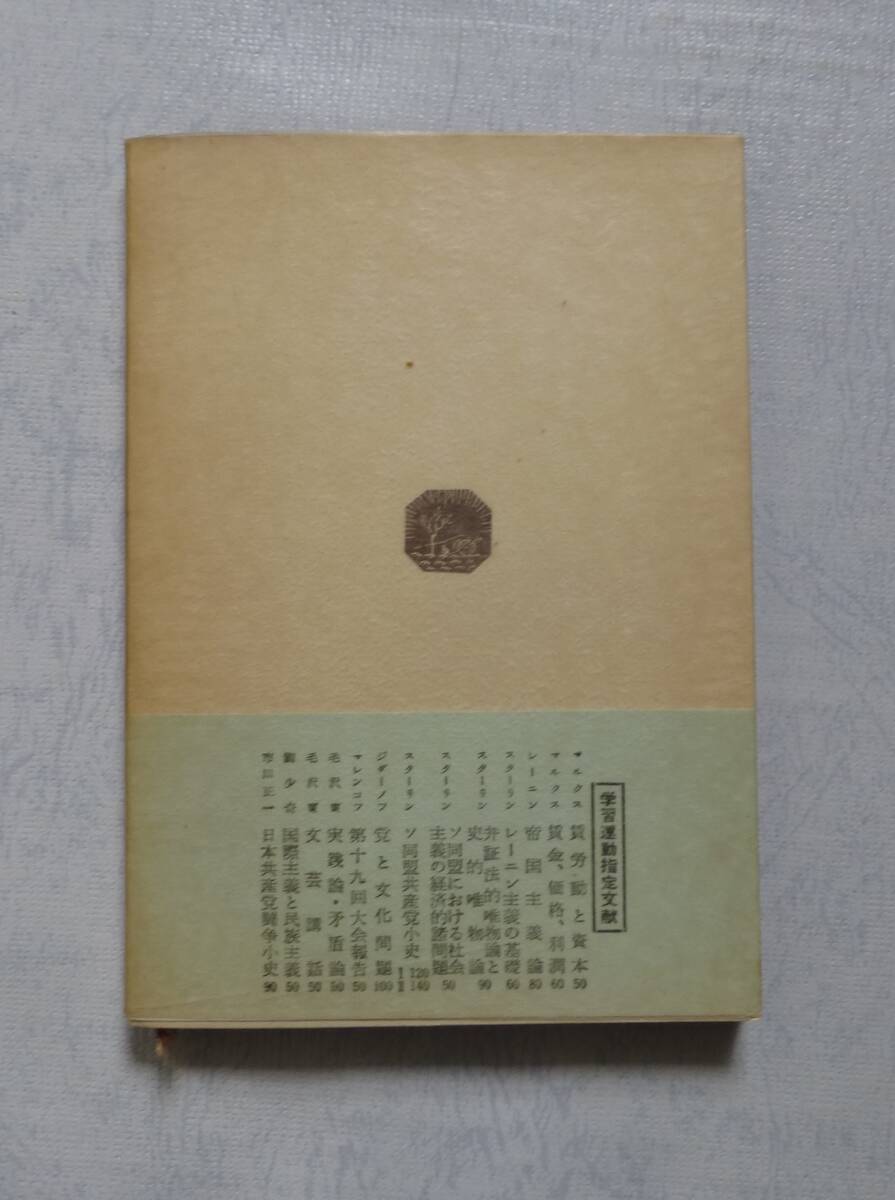 学習運動指定文献
マルクス 賃労働と資本 50
マルクス 賃金、価格、利潤 60
レーニン 帝国主義論 80
スターリン レーニン主義の基礎 60
スターリン 弁証法的唯物論と
史的唯物論 90
スターリン ソ同盟における社会
主義の経済的諸問題 50
スターリン ソ同盟共産党小史 Ⅰ120 Ⅱ140
ジダーノフ 党と文化問題 100
マレンコフ 第十九回大会報告 50
毛沢東 実践論・矛盾論 50
毛沢東 文芸講話 50
劉少奇 国際主義と民族主義 50
市川正一 日本共産党闘争小史 90